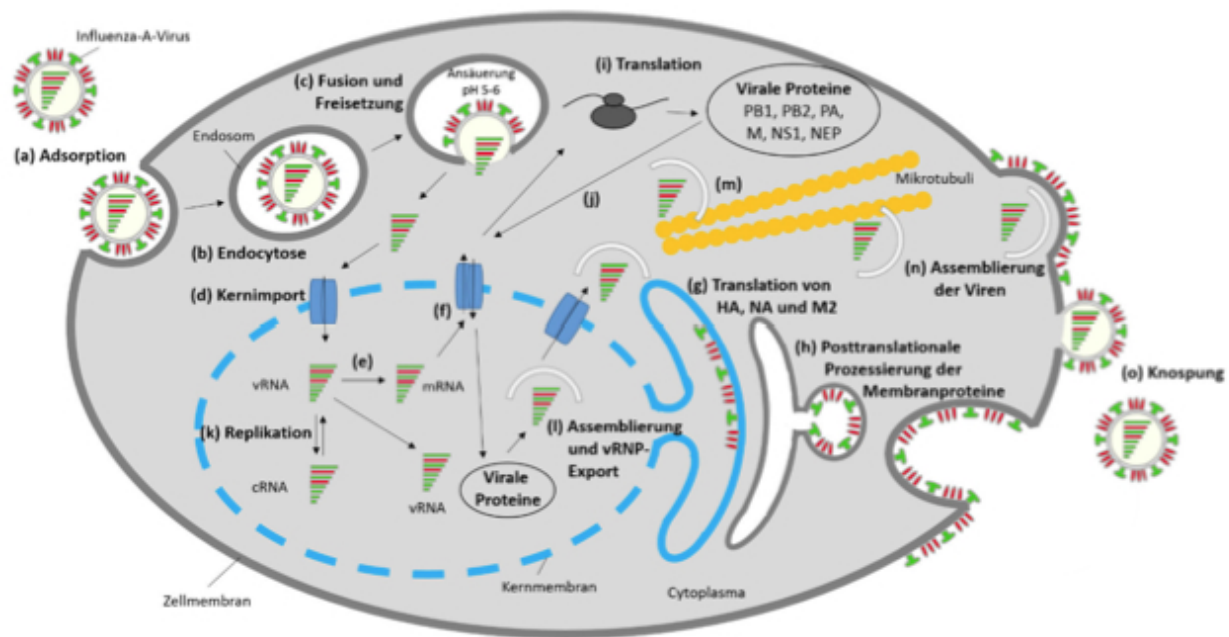 Influenza-A-Virus
(a) Adsorption
Endosom
(b) Endocytose
(c) Fusion und
Freisetzung
Ansäuerung
pH 5-6
(i) Translation
Virale Proteine
PB1, PB2, PA,
M, NS1, NEP
(j)
(m)
Mikrotubuli
(d) Kernimport
(f)
(g) Translation von
HA, NA und M2
(n) Assemblierung
der Viren
(h) Posttranslationale
Prozessierung der
Membranproteine
(o) Knospung
vRNA
(e)
mRNA
(k) Replikation
cRNA
vRNA
Virale
Proteine
(l) Assemblierung
und vRNP-
Export
Zellmembran
Kernmembran
Cytoplasma